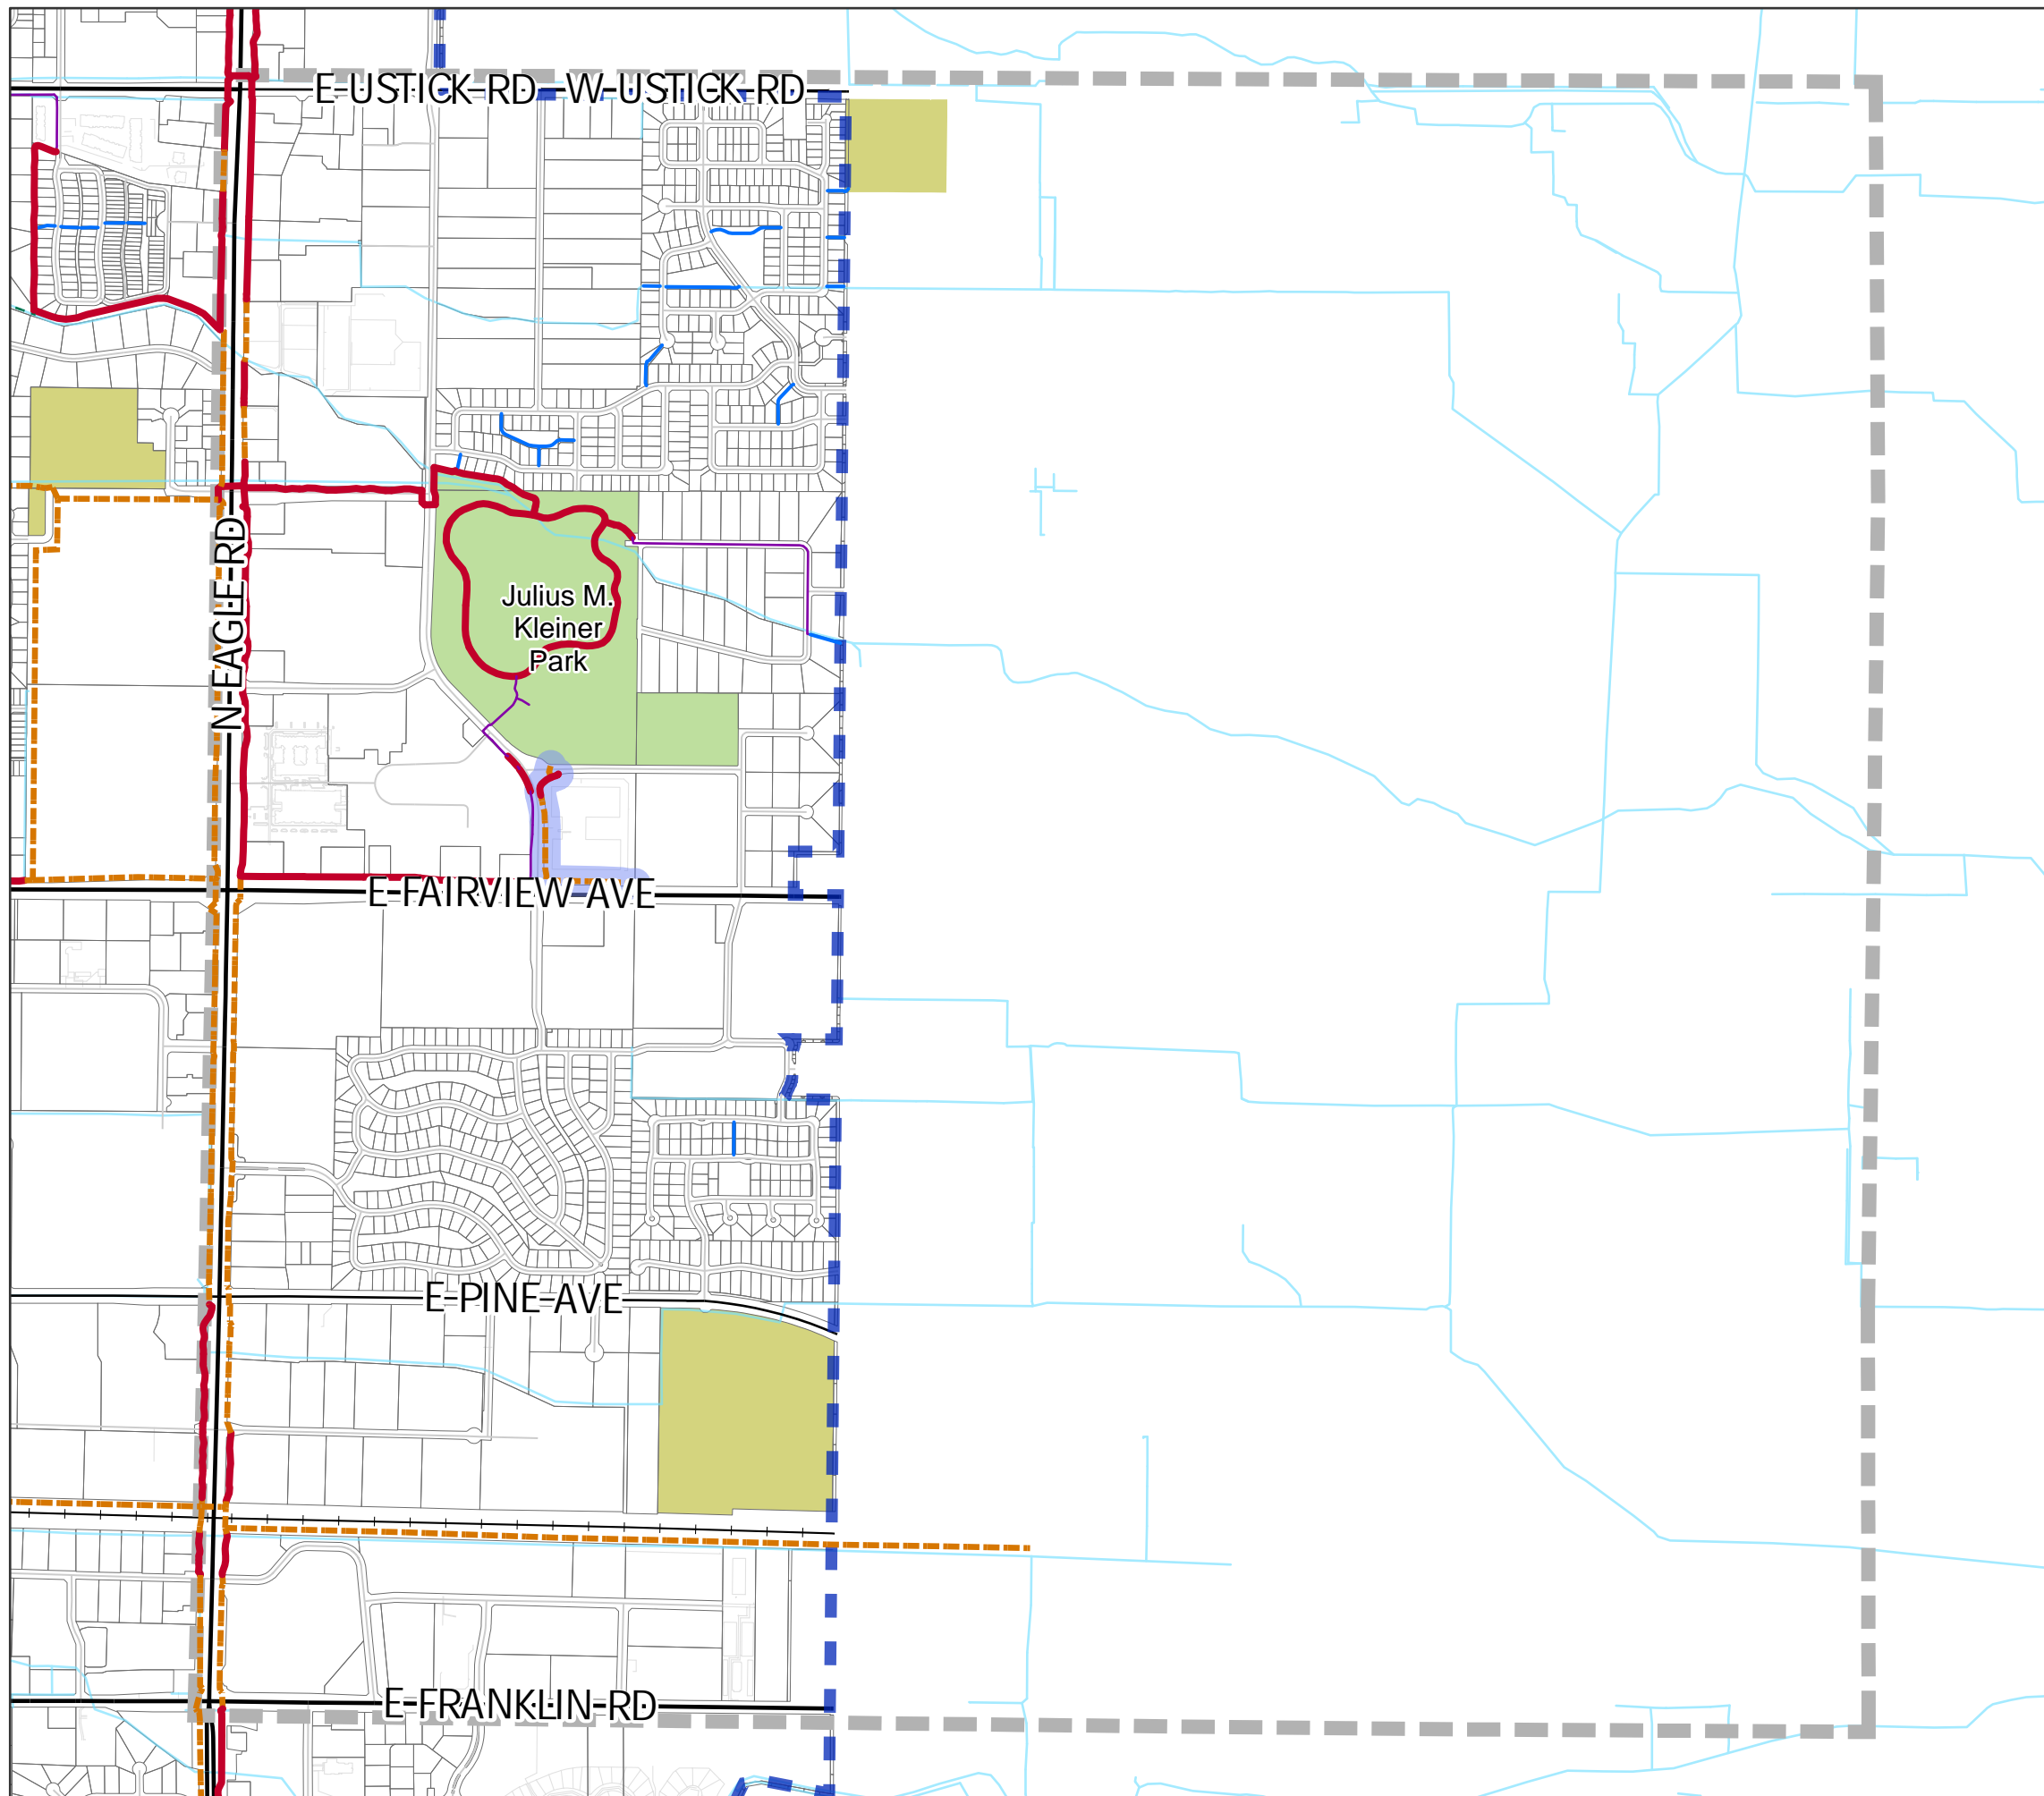 E USTICK RD W USTICK RD
N EAGLE RD
Julius M.
Kleiner
Park
E FAIRVIEW AVE
E PINE AVE
E FRANKLIN RD